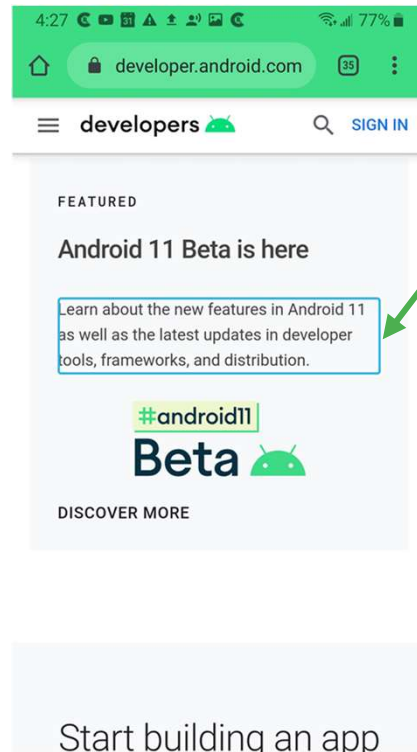 4:27 77%
developer.android.com 35
developers SIGN IN
FEATURED
Android 11 Beta is here
Learn about the new features in Android 11
as well as the latest updates in developer
tools, frameworks, and distribution.
#android11
Beta
DISCOVER MORE
Start building an app